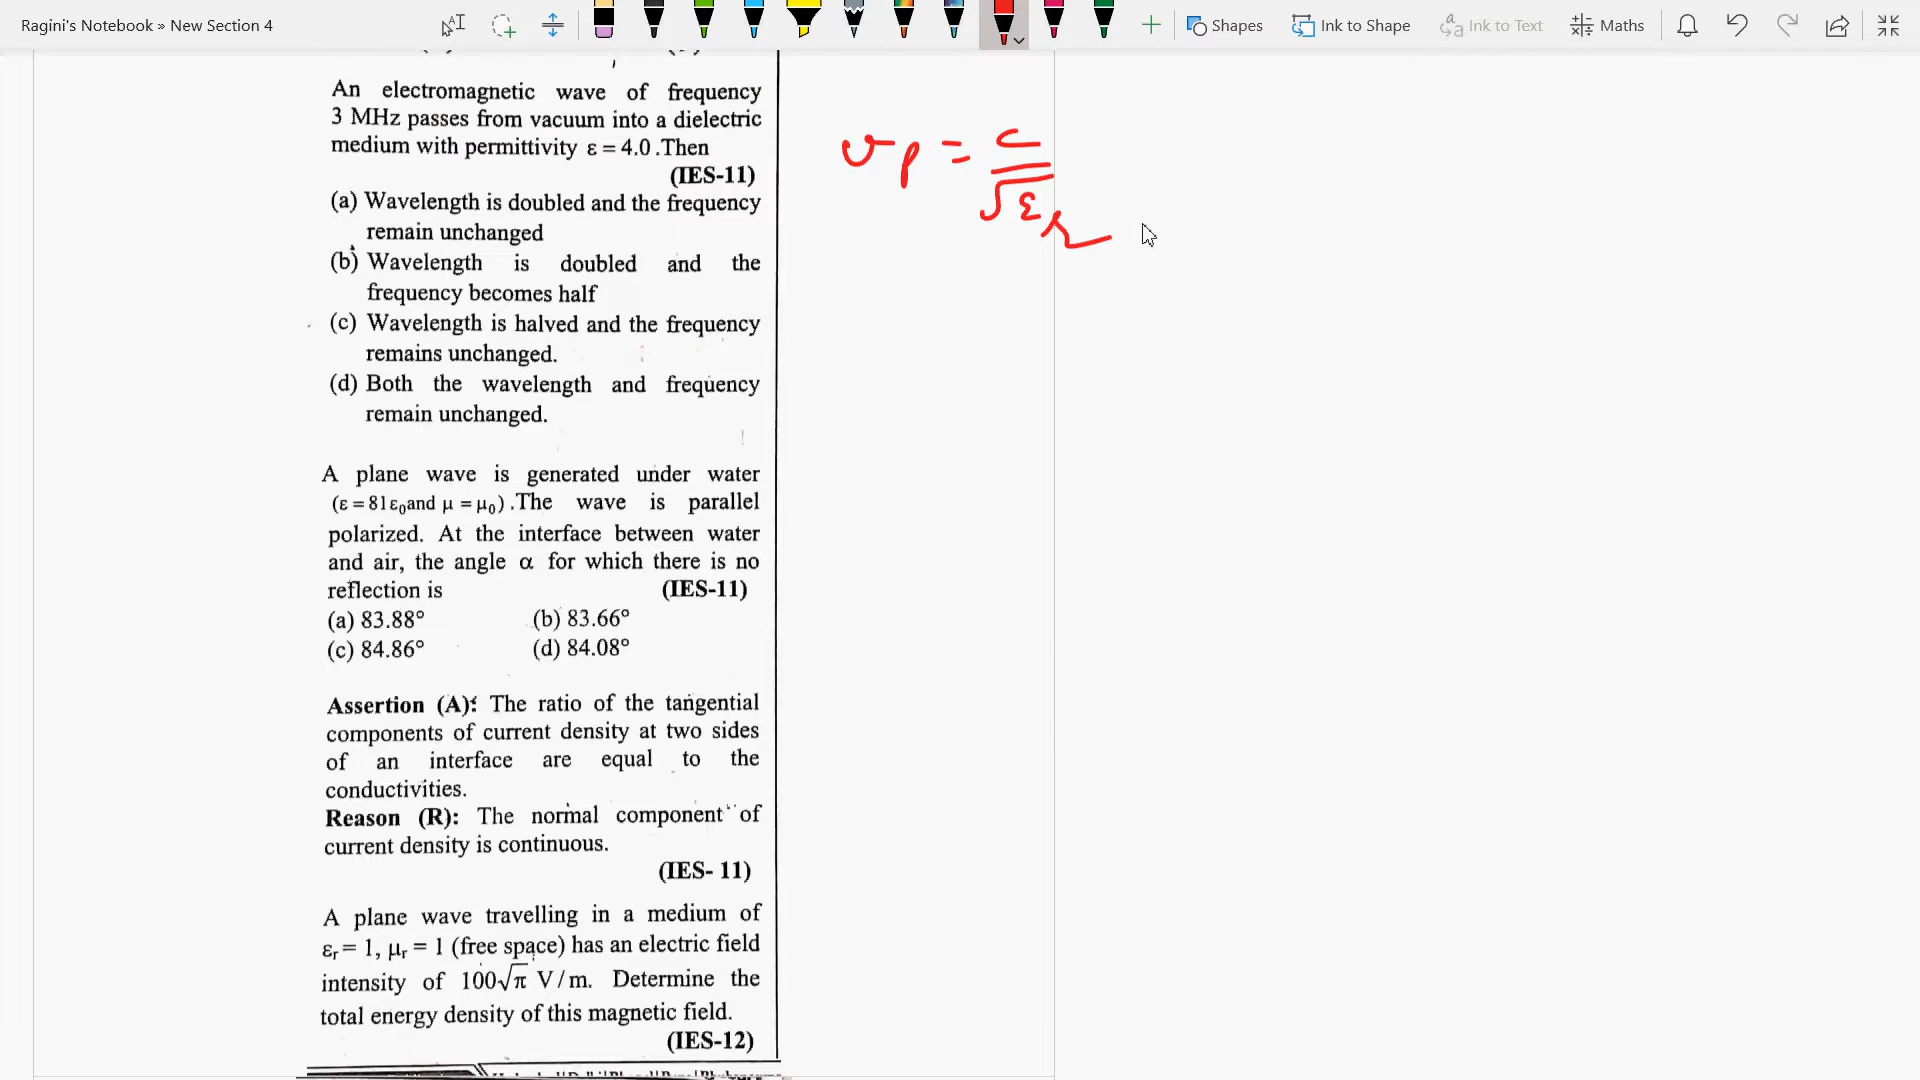 Ragini's Notebook » New Section 4
Shapes
Ink to Shape
Ink to Text
Maths
An electromagnetic wave of frequency
3 MHz passes from vacuum into a dielectric
medium with permittivity ε = 4.0 .Then
(IES-11)
(a) Wavelength is doubled and the frequency
remain unchanged
(b) Wavelength is doubled and the
frequency becomes half
(c) Wavelength is halved and the frequency
remains unchanged.
(d) Both the wavelength and frequency
remain unchanged.
A plane wave is generated under water
(ε = 81ε₀and μ = μ₀) .The wave is parallel
polarized. At the interface between water
and air, the angle α for which there is no
reflection is (IES-11)
(a) 83.88° (b) 83.66°
(c) 84.86° (d) 84.08°
Assertion (A): The ratio of the tangential
components of current density at two sides
of an interface are equal to the
conductivities.
Reason (R): The normal component of
current density is continuous.
(IES- 11)
A plane wave travelling in a medium of
εᵣ = 1, μᵣ = 1 (free space) has an electric field
intensity of 100√π V/m. Determine the
total energy density of this magnetic field.
(IES-12)
υp = c/√εr